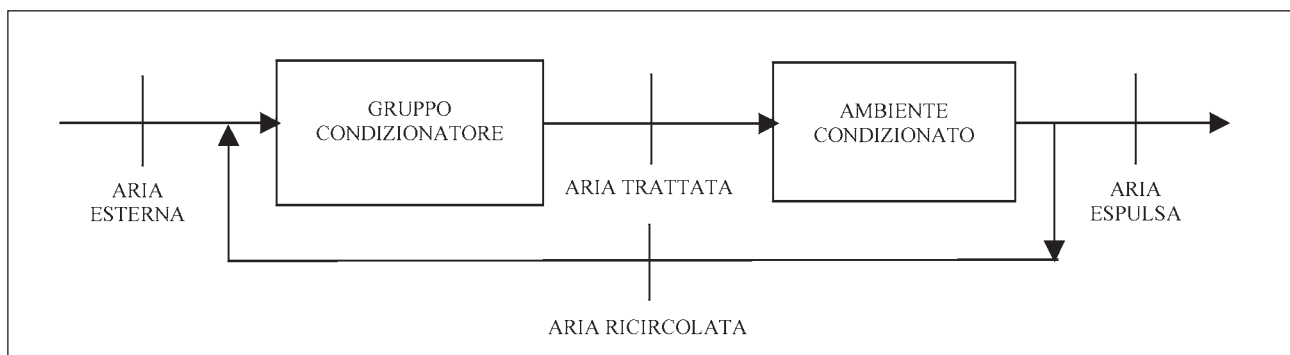 GRUPPO
CONDIZIONATORE
AMBIENTE
CONDIZIONATO
ARIA
ESTERNA
ARIA TRATTATA
ARIA
ESPULSA
ARIA RICIRCOLATA